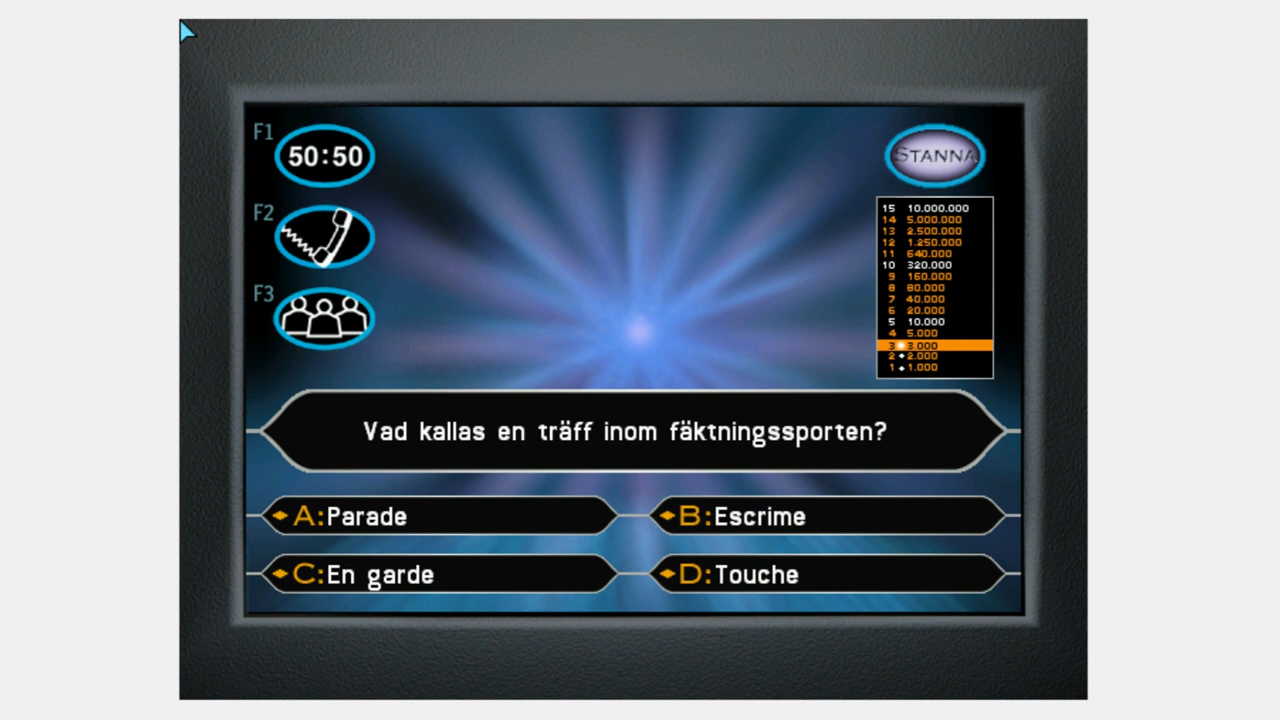 F1
50:50
STANNA
F2
F3
15 10.000.000
14 5.000.000
13 2.500.000
12 1.250.000
11 640.000
10 320.000
9 160.000
8 80.000
7 40.000
6 20.000
5 10.000
4 5.000
3 3.000
2 2.000
1 1.000
Vad kallas en träff inom fäktningssporten?
A:Parade
B:Escrime
C:En garde
D:Touche